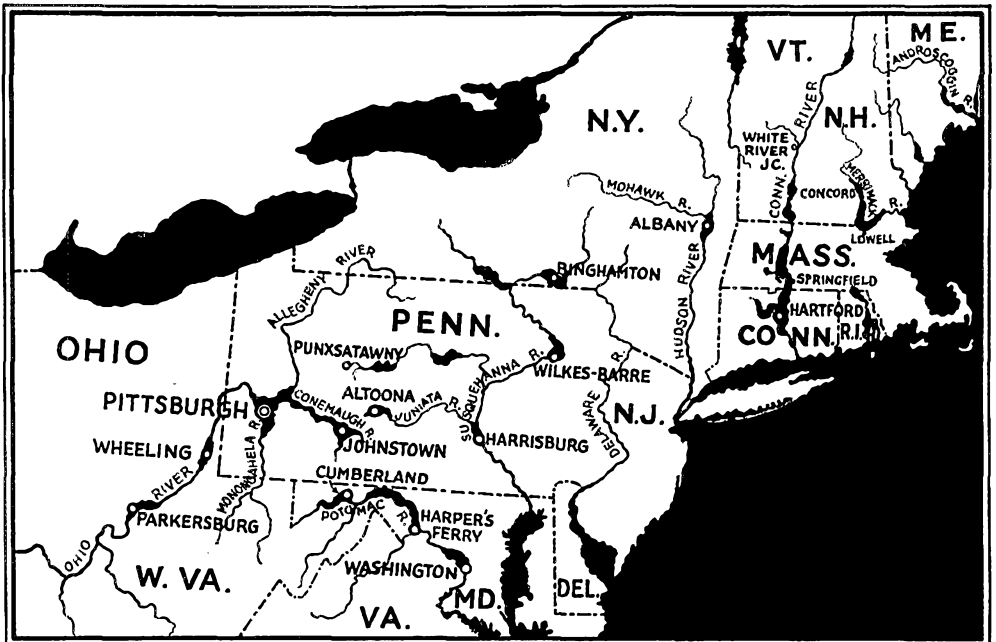 ME.
ANDROSCOGGIN R.
VT.
N.H.
N.Y.
WHITE
RIVER
JC.
CONN. RIVER
CONCORD
MERRIMACK R.
LOWELL
MOHAWK R.
ALBANY
HUDSON RIVER
MASS.
SPRINGFIELD
HARTFORD
CONN.
R.I.
BINGHAMTON
ALLEGHENY RIVER
PENN.
OHIO
PUNXSATAWNY
WILKES-BARRE
SUSQUEHANNA R.
DELAWARE R.
N.J.
ALTOONA
JUNIATA R.
PITTSBURGH
CONEMAUGH R.
JOHNSTOWN
HARRISBURG
WHEELING
MONONGAHELA R.
CUMBERLAND
OHIO RIVER
PARKERSBURG
POTOMAC R.
HARPER'S
FERRY
WASHINGTON
W. VA.
VA.
MD.
DEL.